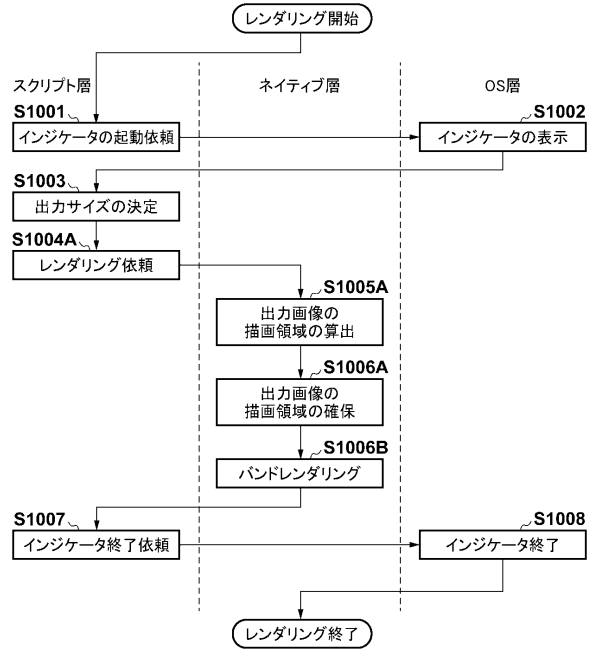 レンダリング開始
スクリプト層
ネイティブ層
OS層
S1001
インジケータの起動依頼
S1002
インジケータの表示
S1003
出力サイズの決定
S1004A
レンダリング依頼
S1005A
出力画像の
描画領域の算出
S1006A
出力画像の
描画領域の確保
S1006B
バンドレンダリング
S1007
インジケータ終了依頼
S1008
インジケータ終了
レンダリング終了